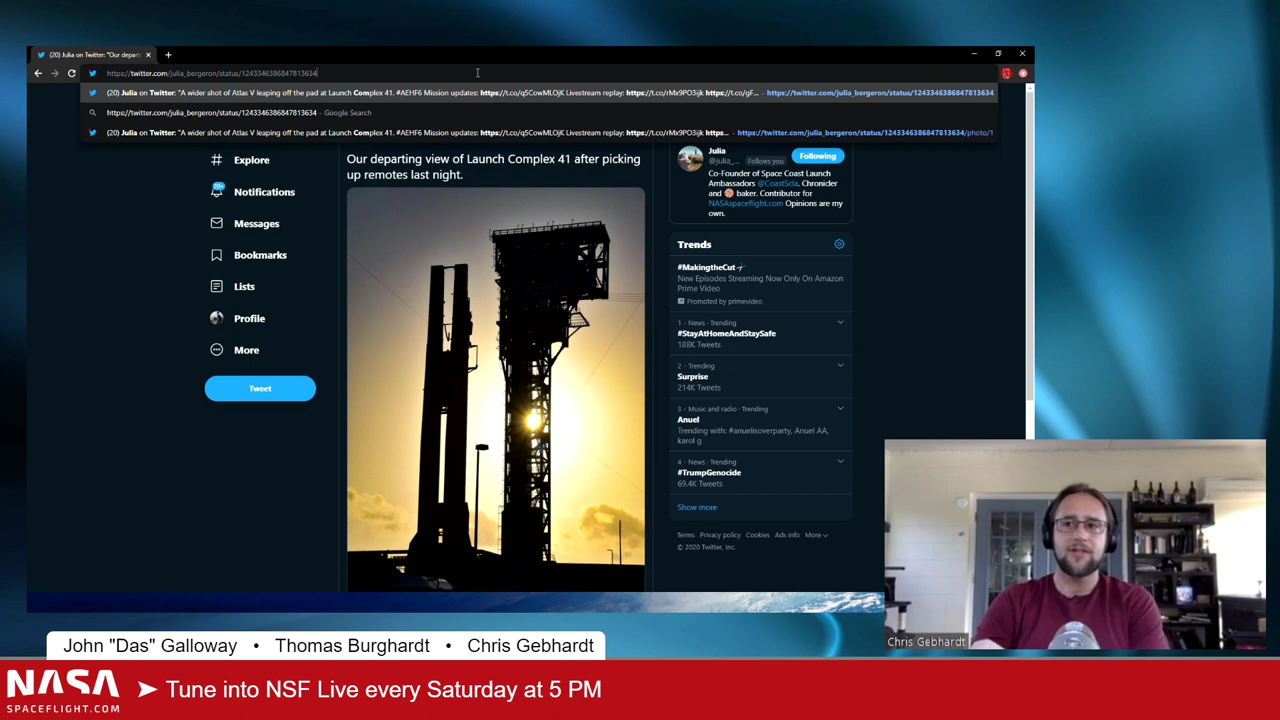 (20) Julia on Twitter: "Our depart
https://twitter.com/julia_bergeron/status/1243346386847813634
(20) Julia on Twitter: "A wider shot of Atlas V leaping off the pad at Launch Complex 41. #AEHF6 Mission updates: https://t.co/q5CowMLOjK Livestream replay: https://t.co/rMx9PO3ijk https://t.co/gF... – https://twitter.com/julia_bergeron/status/1243346386847813634
https://twitter.com/julia_bergeron/status/1243346386847813634 - Google Search
(20) Julia on Twitter: "A wider shot of Atlas V leaping off the pad at Launch Complex 41. #AEHF6 Mission updates: https://t.co/q5CowMLOjK Livestream replay: https://t.co/rMx9PO3ijk https... – https://twitter.com/julia_bergeron/status/1243346386847813634/photo/1
Explore
20+
Notifications
Messages
Bookmarks
Lists
Profile
More
Tweet
Our departing view of Launch Complex 41 after picking
up remotes last night.
Julia
@julia_... Follows you
Following
Co-Founder of Space Coast Launch
Ambassadors @CoastScla. Chronicler
and baker. Contributor for
NASAspaceflight.com Opinions are my
own.
Trends
#MakingtheCut
New Episodes Streaming Now Only On Amazon
Prime Video
Promoted by primevideo
1 · News · Trending
#StayAtHomeAndStaySafe
188K Tweets
2 · Trending
Surprise
214K Tweets
3 · Music and radio · Trending
Anuel
Trending with: #anuelisoverparty, Anuel AA,
karol g
4 · News · Trending
#TrumpGenocide
69.4K Tweets
Show more
Terms Privacy policy Cookies Ads info More
© 2020 Twitter, Inc.
Chris Gebhardt
John "Das" Galloway • Thomas Burghardt • Chris Gebhardt
NASA
SPACEFLIGHT.COM
➤ Tune into NSF Live every Saturday at 5 PM